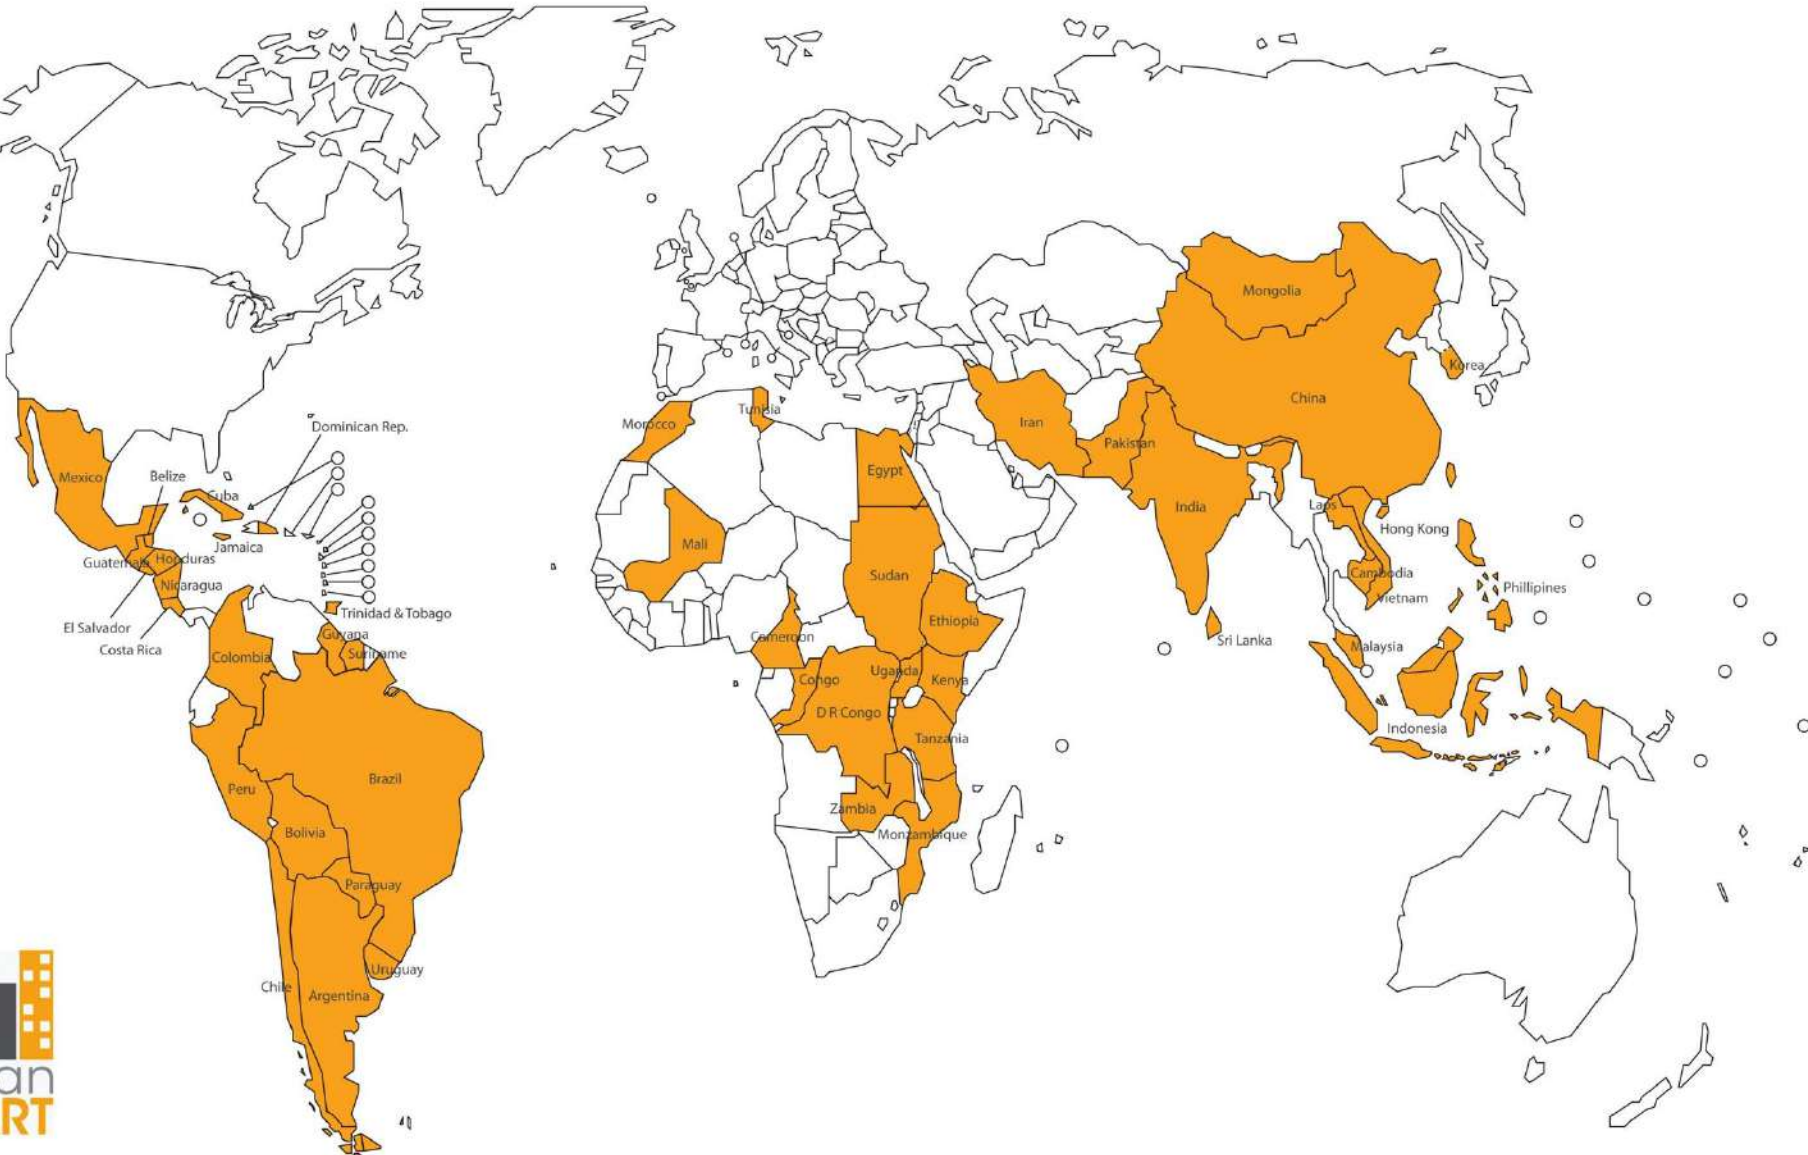 Mongolia
Korea
China
Dominican Rep.
Tunisia
Morocco
Iran
Pakistan
Mexico
Belize
Egypt
Cuba
India
Laos
Hong Kong
Jamaica
Mali
Guatemala
Honduras
Nicaragua
Sudan
Cambodia
Phillipines
Vietnam
Trinidad & Tobago
El Salvador
Guyana
Cameroon
Ethiopia
Costa Rica
Colombia
Suriname
Sri Lanka
Malaysia
Congo
Uganda
Kenya
D R Congo
Indonesia
Tanzania
Brazil
Peru
Zambia
Bolivia
Monzambique
Paraguay
Uruguay
Chile
Argentina
an
RT